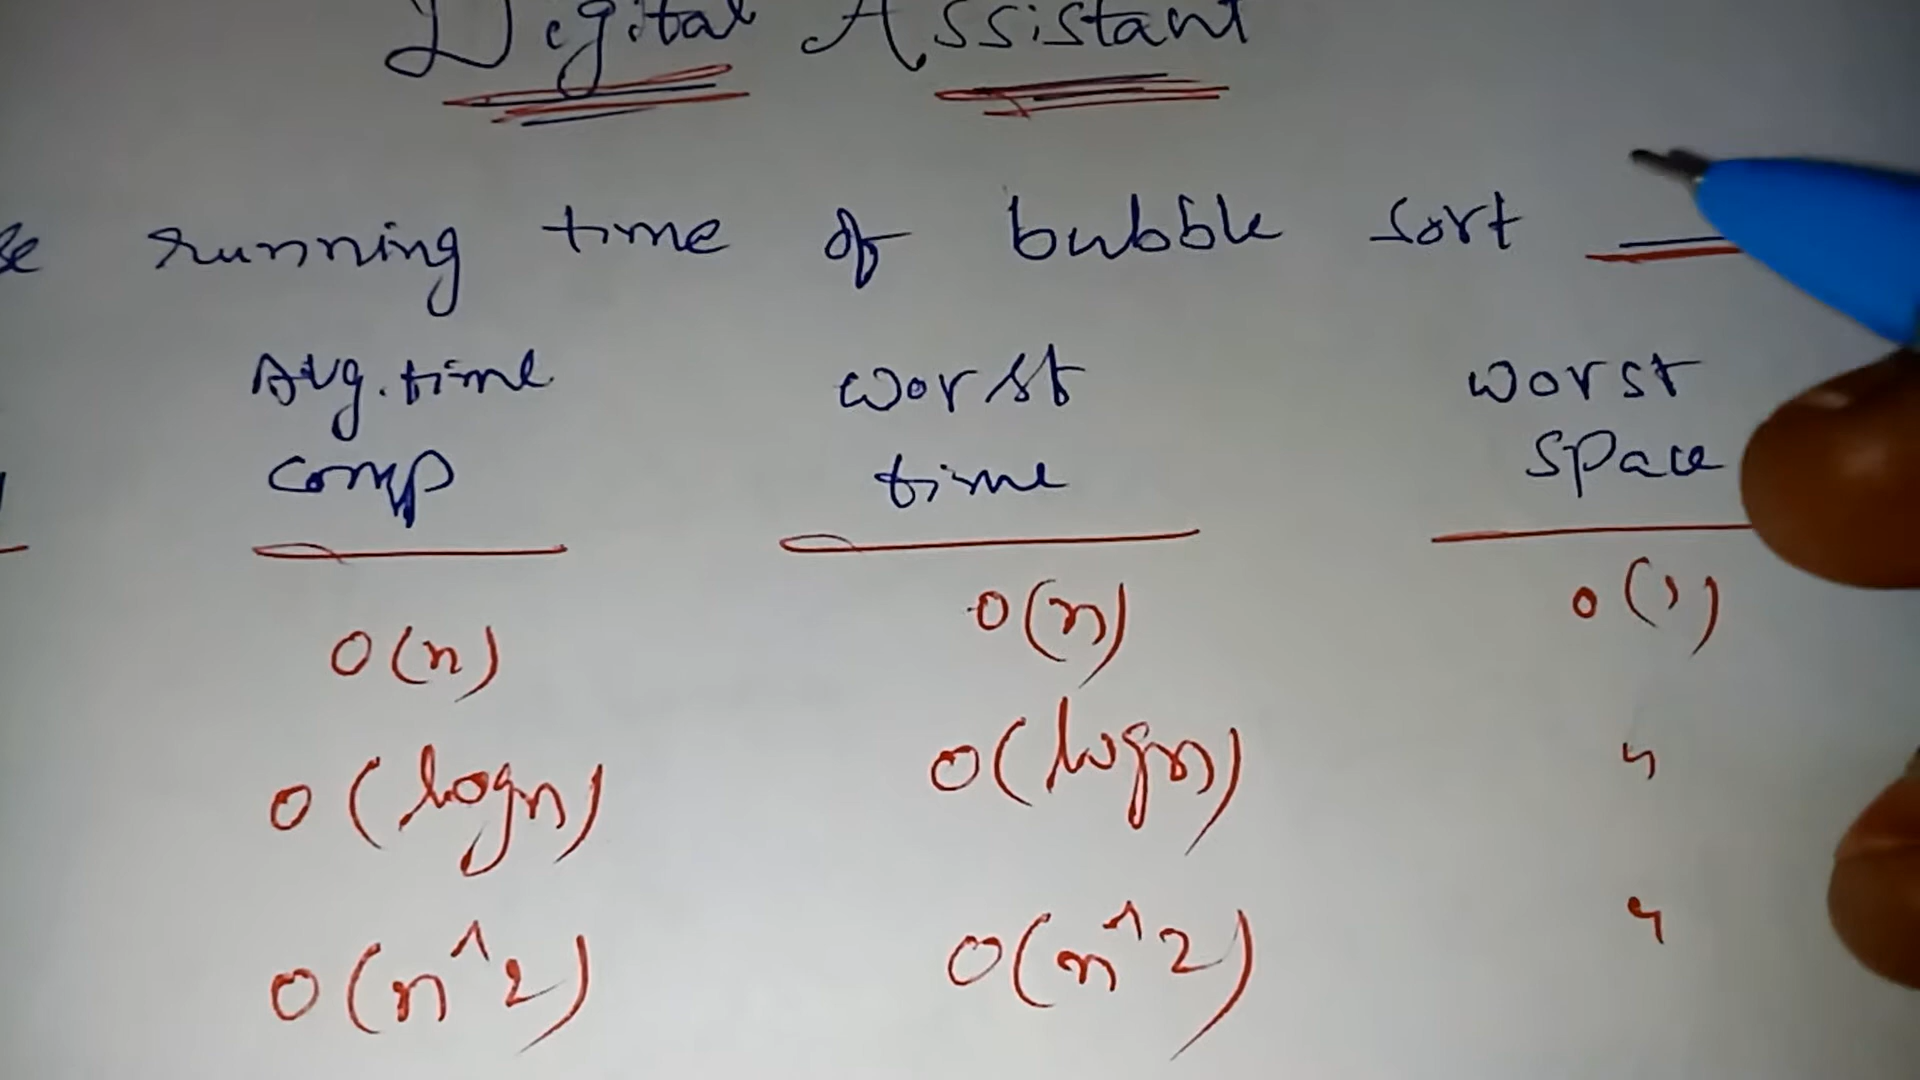 Digital Assistant
running time of bubble sort
Avg. time worst worst
comp time space
O(n) O(n) O(1)
O(logn) O(logn) "
O(n^2) O(n^2) "